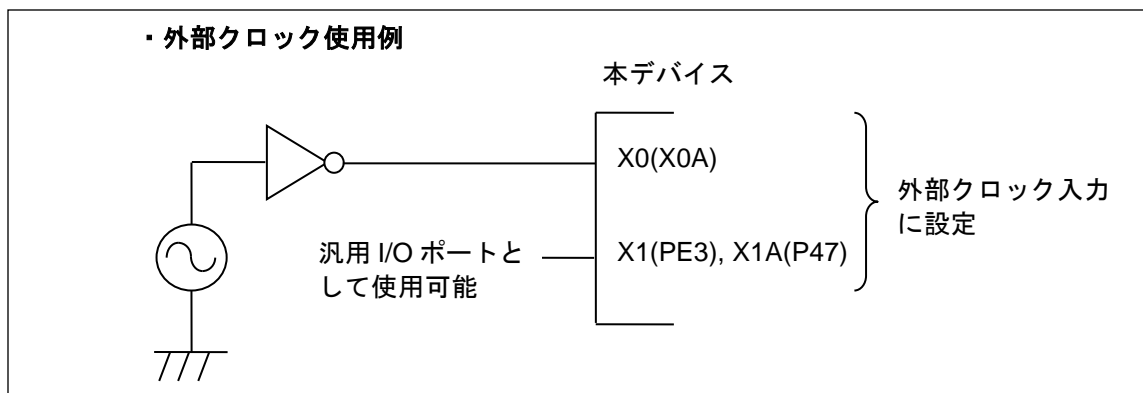 ・外部クロック使用例
本デバイス
X0(X0A)
外部クロック入力
に設定
汎用 I/O ポートと
して使用可能
X1(PE3), X1A(P47)